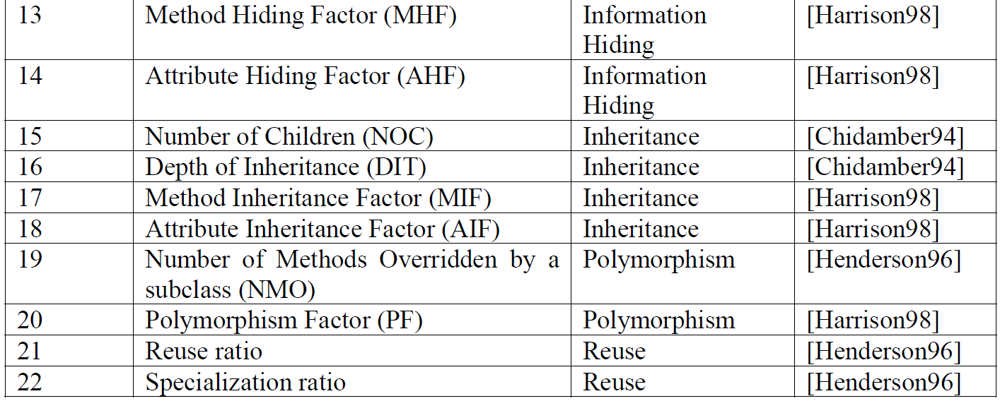 13 Method Hiding Factor (MHF) Information [Harrison98]
Hiding
14 Attribute Hiding Factor (AHF) Information [Harrison98]
Hiding
15 Number of Children (NOC) Inheritance [Chidamber94]
16 Depth of Inheritance (DIT) Inheritance [Chidamber94]
17 Method Inheritance Factor (MIF) Inheritance [Harrison98]
18 Attribute Inheritance Factor (AIF) Inheritance [Harrison98]
19 Number of Methods Overridden by a Polymorphism [Henderson96]
subclass (NMO)
20 Polymorphism Factor (PF) Polymorphism [Harrison98]
21 Reuse ratio Reuse [Henderson96]
22 Specialization ratio Reuse [Henderson96]